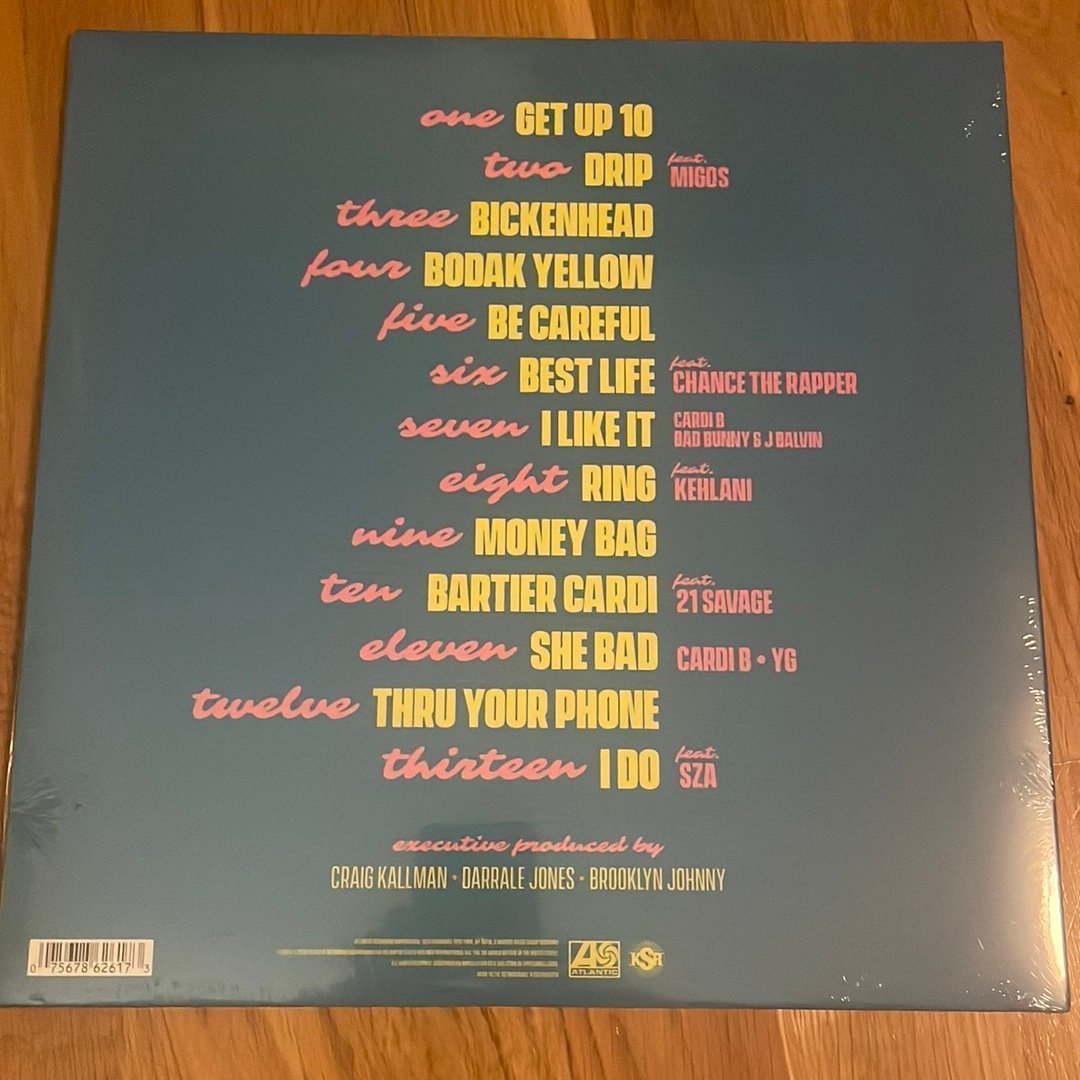 one GET UP 10
two DRIP feat. MIGOS
three BICKENHEAD
four BODAK YELLOW
five BE CAREFUL
six BEST LIFE feat. CHANCE THE RAPPER
seven I LIKE IT CARDI B
BAD BUNNY & J BALVIN
eight RING feat. KEHLANI
nine MONEY BAG
ten BARTIER CARDI feat. 21 SAVAGE
eleven SHE BAD CARDI B • YG
twelve THRU YOUR PHONE
thirteen I DO feat. SZA
executive produced by
CRAIG KALLMAN • DARRALE JONES • BROOKLYN JOHNNY
0 75678 62617 3
ATLANTIC
KSR